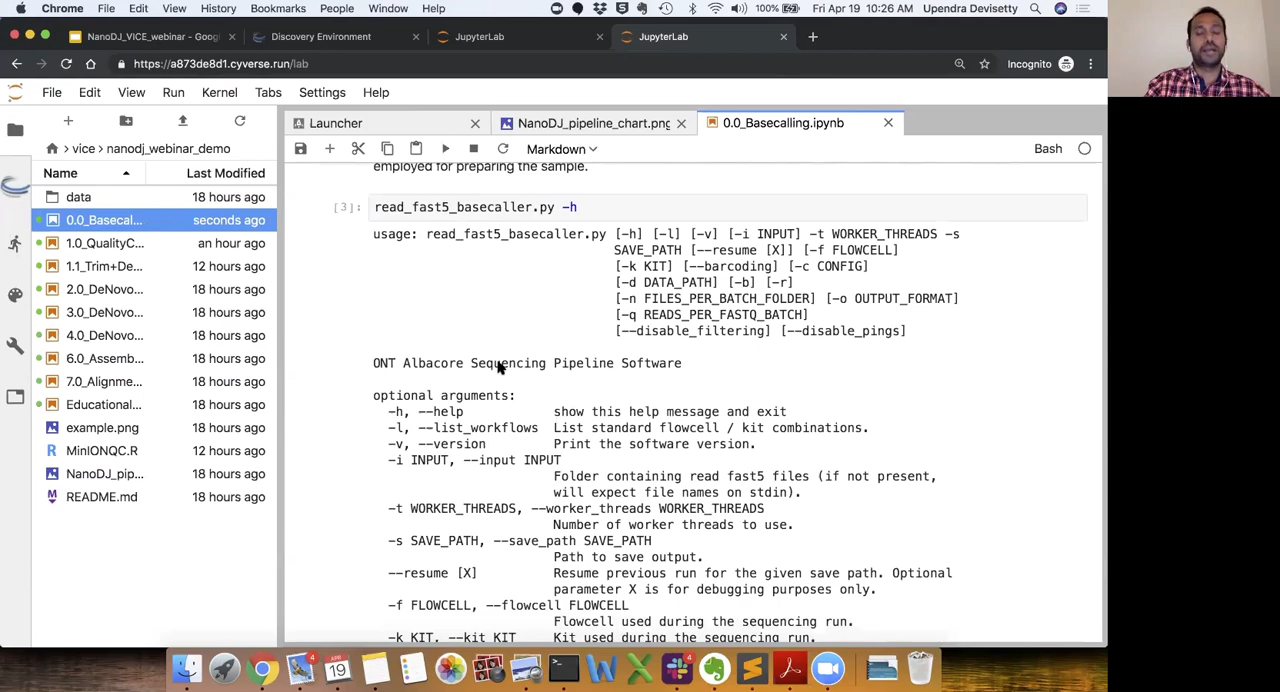 Chrome File Edit View History Bookmarks People Window Help 100% Fri Apr 19 10:26 AM Upendra Devisetty
NanoDJ_VICE_webinar - Goog Discovery Environment JupyterLab JupyterLab
https://a873de8d1.cyverse.run/lab Incognito
File Edit View Run Kernel Tabs Settings Help
Launcher NanoDJ_pipeline_chart.png 0.0_Basecalling.ipynb
vice nanodj_webinar_demo
Markdown Bash
Name Last Modified
data 18 hours ago
0.0_Basecal... seconds ago
1.0_QualityC... an hour ago
1.1_Trim+De... 12 hours ago
2.0_DeNovo... 18 hours ago
3.0_DeNovo... 18 hours ago
4.0_DeNovo... 18 hours ago
6.0_Assemb... 18 hours ago
7.0_Alignme... 18 hours ago
Educational... 18 hours ago
example.png 18 hours ago
MinIONQC.R 12 hours ago
NanoDJ_pip... 18 hours ago
README.md 18 hours ago
employed for preparing the sample.
[3]: read_fast5_basecaller.py -h
usage: read_fast5_basecaller.py [-h] [-l] [-v] [-i INPUT] -t WORKER_THREADS -s
SAVE_PATH [--resume [X]] [-f FLOWCELL]
[-k KIT] [--barcoding] [-c CONFIG]
[-d DATA_PATH] [-b] [-r]
[-n FILES_PER_BATCH_FOLDER] [-o OUTPUT_FORMAT]
[-q READS_PER_FASTQ_BATCH]
[--disable_filtering] [--disable_pings]
ONT Albacore Sequencing Pipeline Software
optional arguments:
-h, --help show this help message and exit
-l, --list_workflows List standard flowcell / kit combinations.
-v, --version Print the software version.
-i INPUT, --input INPUT
Folder containing read fast5 files (if not present,
will expect file names on stdin).
-t WORKER_THREADS, --worker_threads WORKER_THREADS
Number of worker threads to use.
-s SAVE_PATH, --save_path SAVE_PATH
Path to save output.
--resume [X] Resume previous run for the given save path. Optional
parameter X is for debugging purposes only.
-f FLOWCELL, --flowcell FLOWCELL
Flowcell used during the sequencing run.
-k KIT, --kit KIT Kit used during the sequencing run.
4 19 4